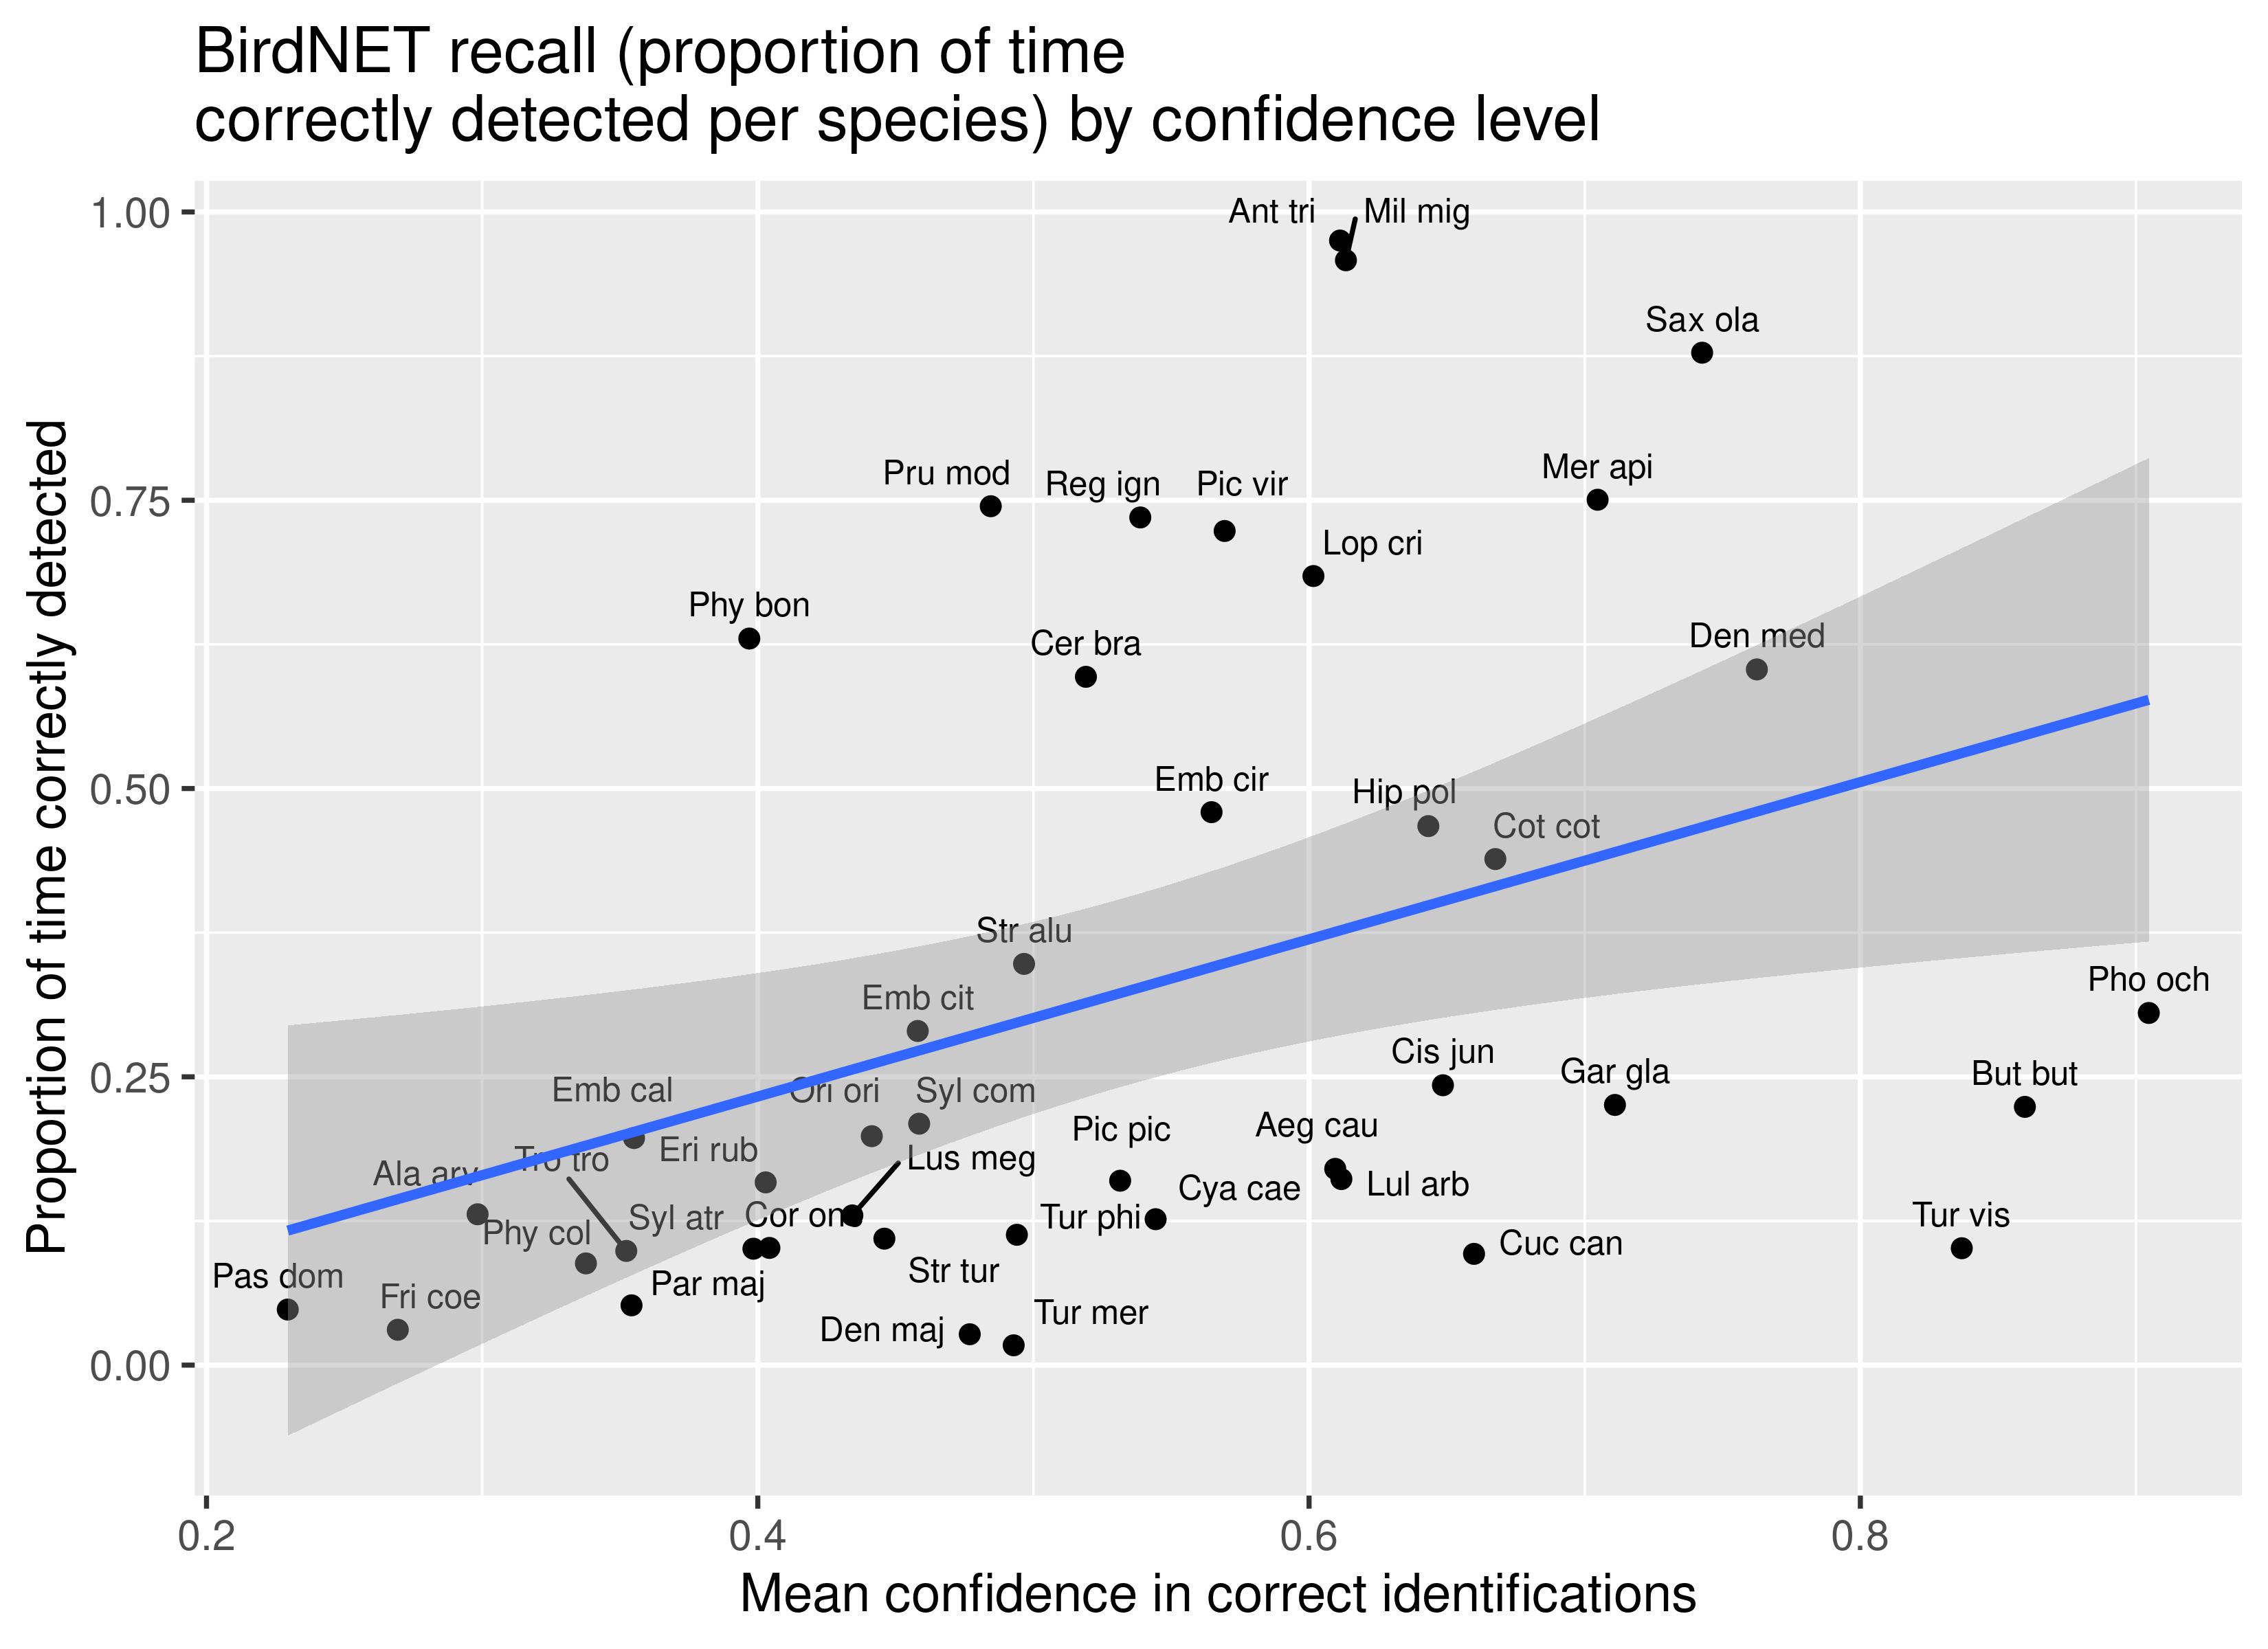 BirdNET recall (proportion of time
correctly detected per species) by confidence level
Proportion of time correctly detected
1.00
0.75
0.50
0.25
0.00
Ant tri
Mil mig
Sax ola
Pru mod
Reg ign
Pic vir
Mer api
Lop cri
Phy bon
Cer bra
Den med
Emb cir
Hip pol
Cot cot
Str alu
Emb cit
Pho och
Cis jun
Gar gla
But but
Emb cal
Ori ori
Syl com
Pic pic
Aeg cau
Eri rub
Tro tro
Lus meg
Ala arv
Cya cae
Lul arb
Phy col
Syl atr
Cor on
Tur phi
Tur vis
Cuc can
Pas dom
Fri coe
Par maj
Str tur
Den maj
Tur mer
0.2
0.4
0.6
0.8
Mean confidence in correct identifications